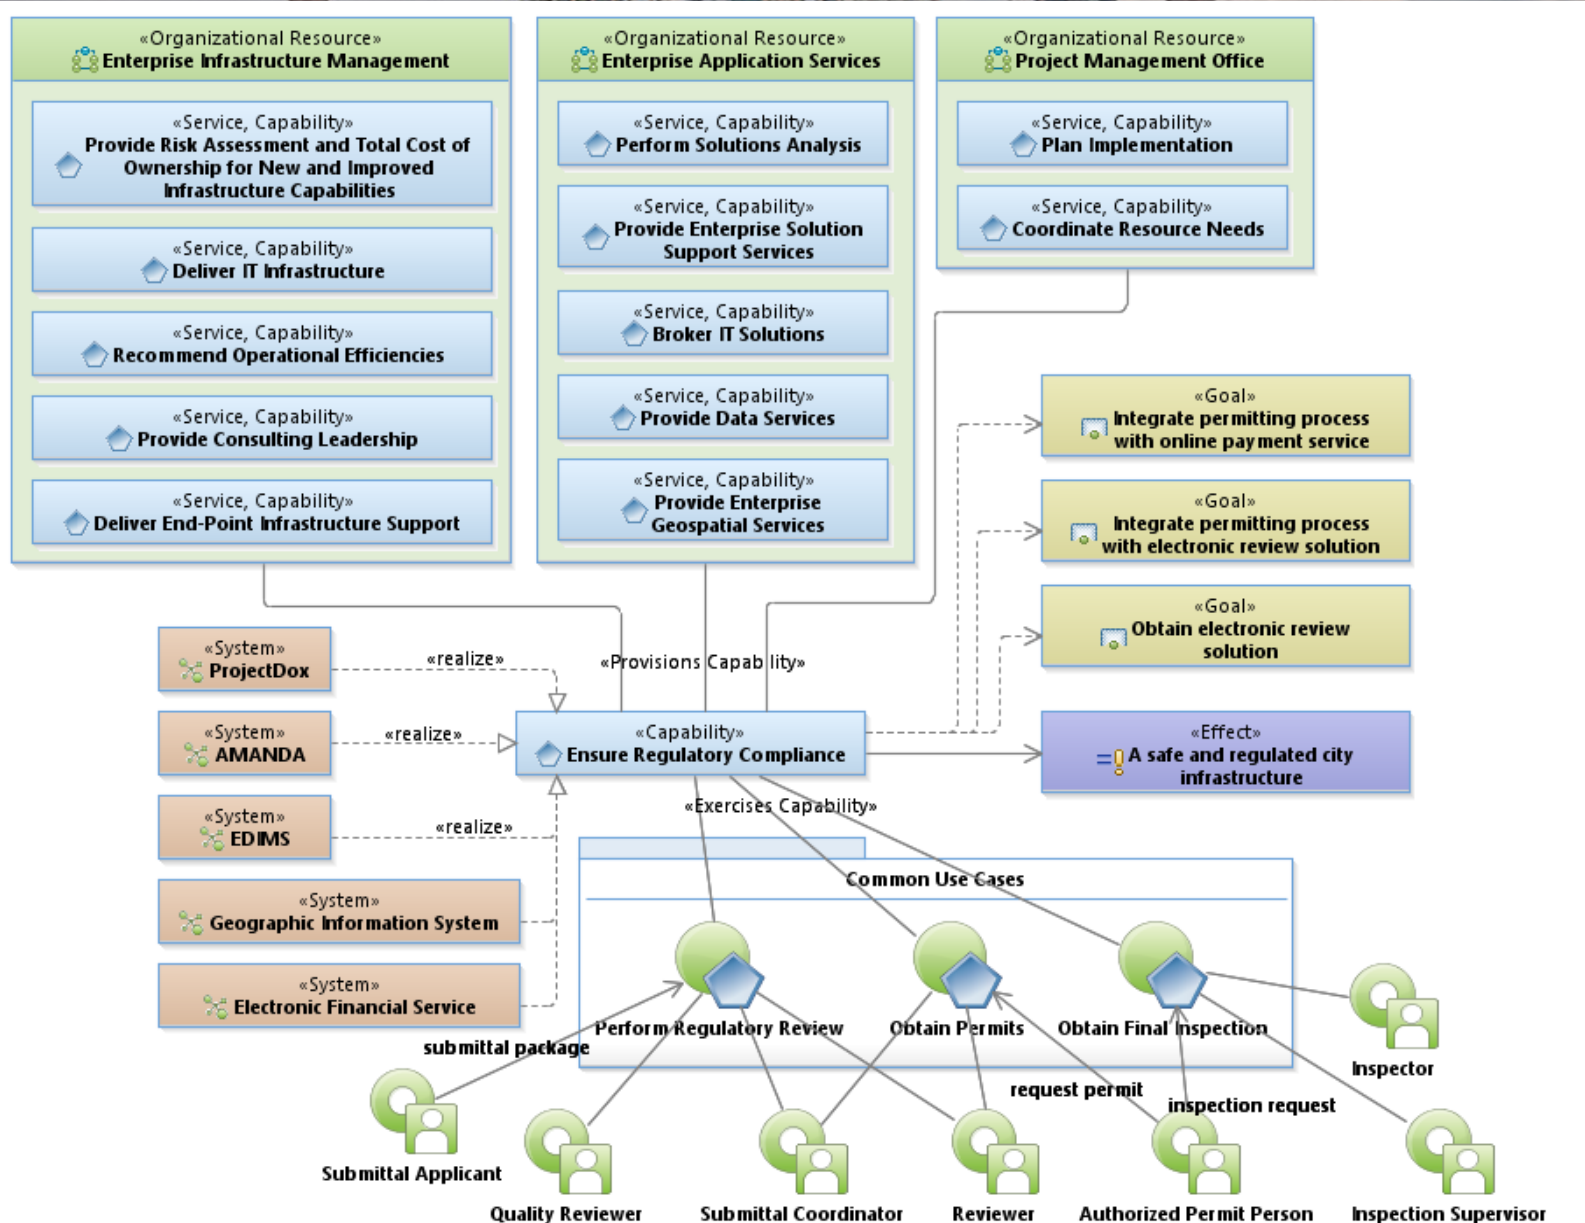 «Organizational Resource»
Enterprise Infrastructure Management
«Service, Capability»
Provide Risk Assessment and Total Cost of
Ownership for New and Improved
Infrastructure Capabilities
«Service, Capability»
Deliver IT Infrastructure
«Service, Capability»
Recommend Operational Efficiencies
«Service, Capability»
Provide Consulting Leadership
«Service, Capability»
Deliver End-Point Infrastructure Support
«Organizational Resource»
Enterprise Application Services
«Service, Capability»
Perform Solutions Analysis
«Service, Capability»
Provide Enterprise Solution
Support Services
«Service, Capability»
Broker IT Solutions
«Service, Capability»
Provide Data Services
«Service, Capability»
Provide Enterprise
Geospatial Services
«Organizational Resource»
Project Management Office
«Service, Capability»
Plan Implementation
«Service, Capability»
Coordinate Resource Needs
«Goal»
Integrate permitting process
with online payment service
«Goal»
Integrate permitting process
with electronic review solution
«Goal»
Obtain electronic review
solution
«Effect»
A safe and regulated city
infrastructure
«System»
ProjectDox
«realize»
«Provisions Capability»
«System»
AMANDA
«realize»
«Capability»
Ensure Regulatory Compliance
«System»
EDIMS
«realize»
«Exercises Capability»
«System»
Geographic Information System
«System»
Electronic Financial Service
Common Use Cases
Perform Regulatory Review
Obtain Permits
Obtain Final Inspection
submittal package
request permit
inspection request
Inspector
Submittal Applicant
Quality Reviewer
Submittal Coordinator
Reviewer
Authorized Permit Person
Inspection Supervisor